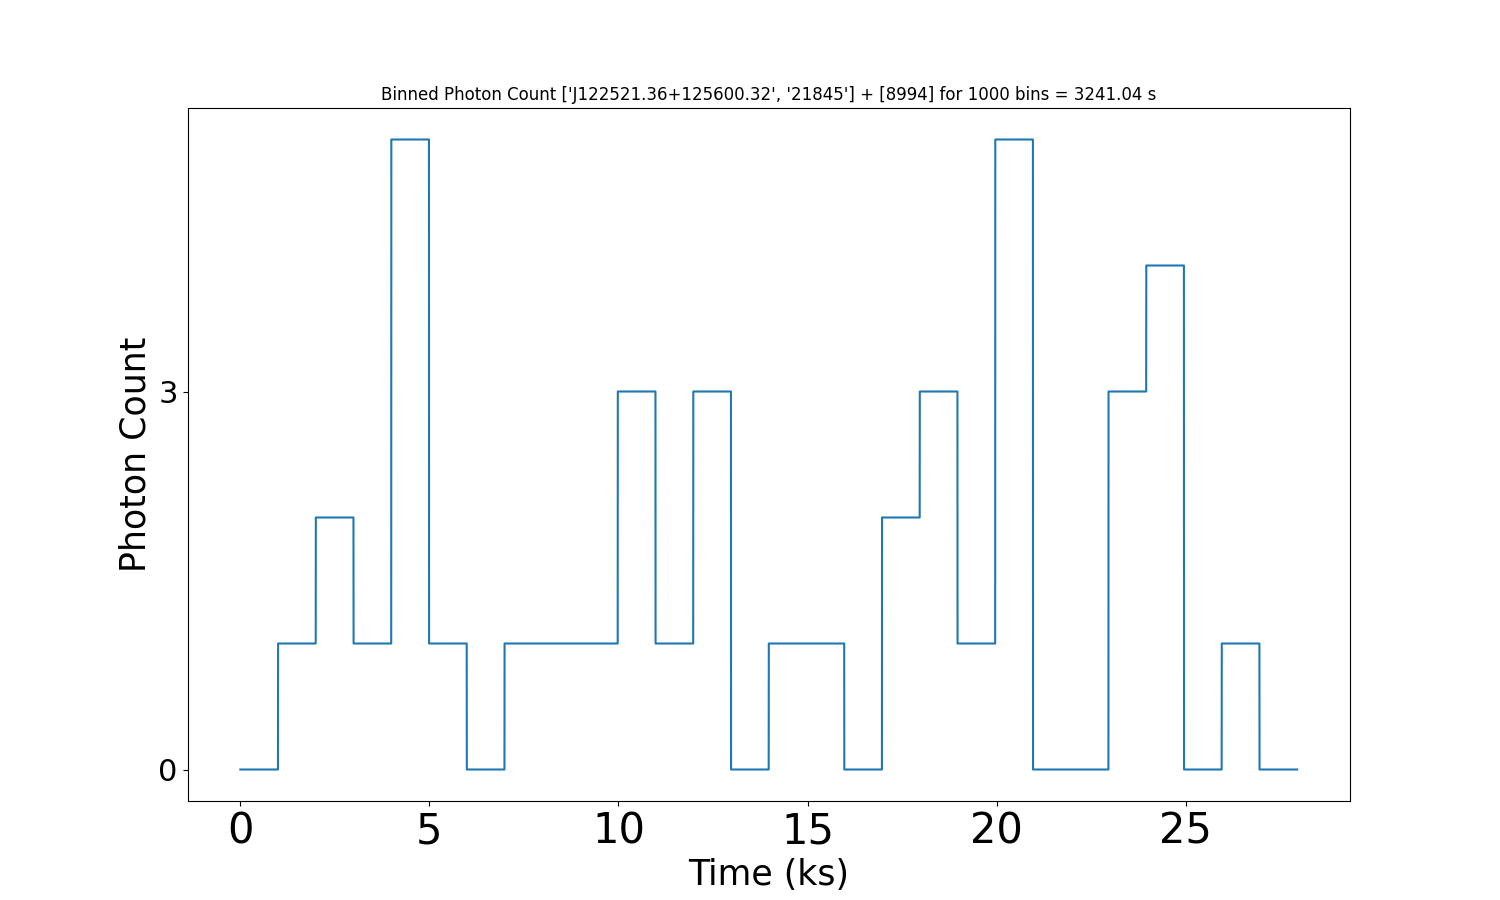 Binned Photon Count ['J122521.36+125600.32', '21845'] + [8994] for 1000 bins = 3241.04 s
Photon Count
3
0
0 5 10 15 20 25
Time (ks)